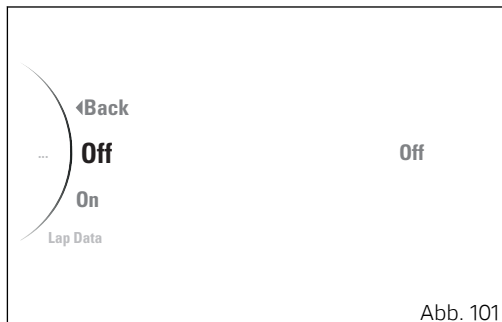 ◀Back
... Off Off
On
Lap Data
Abb. 101